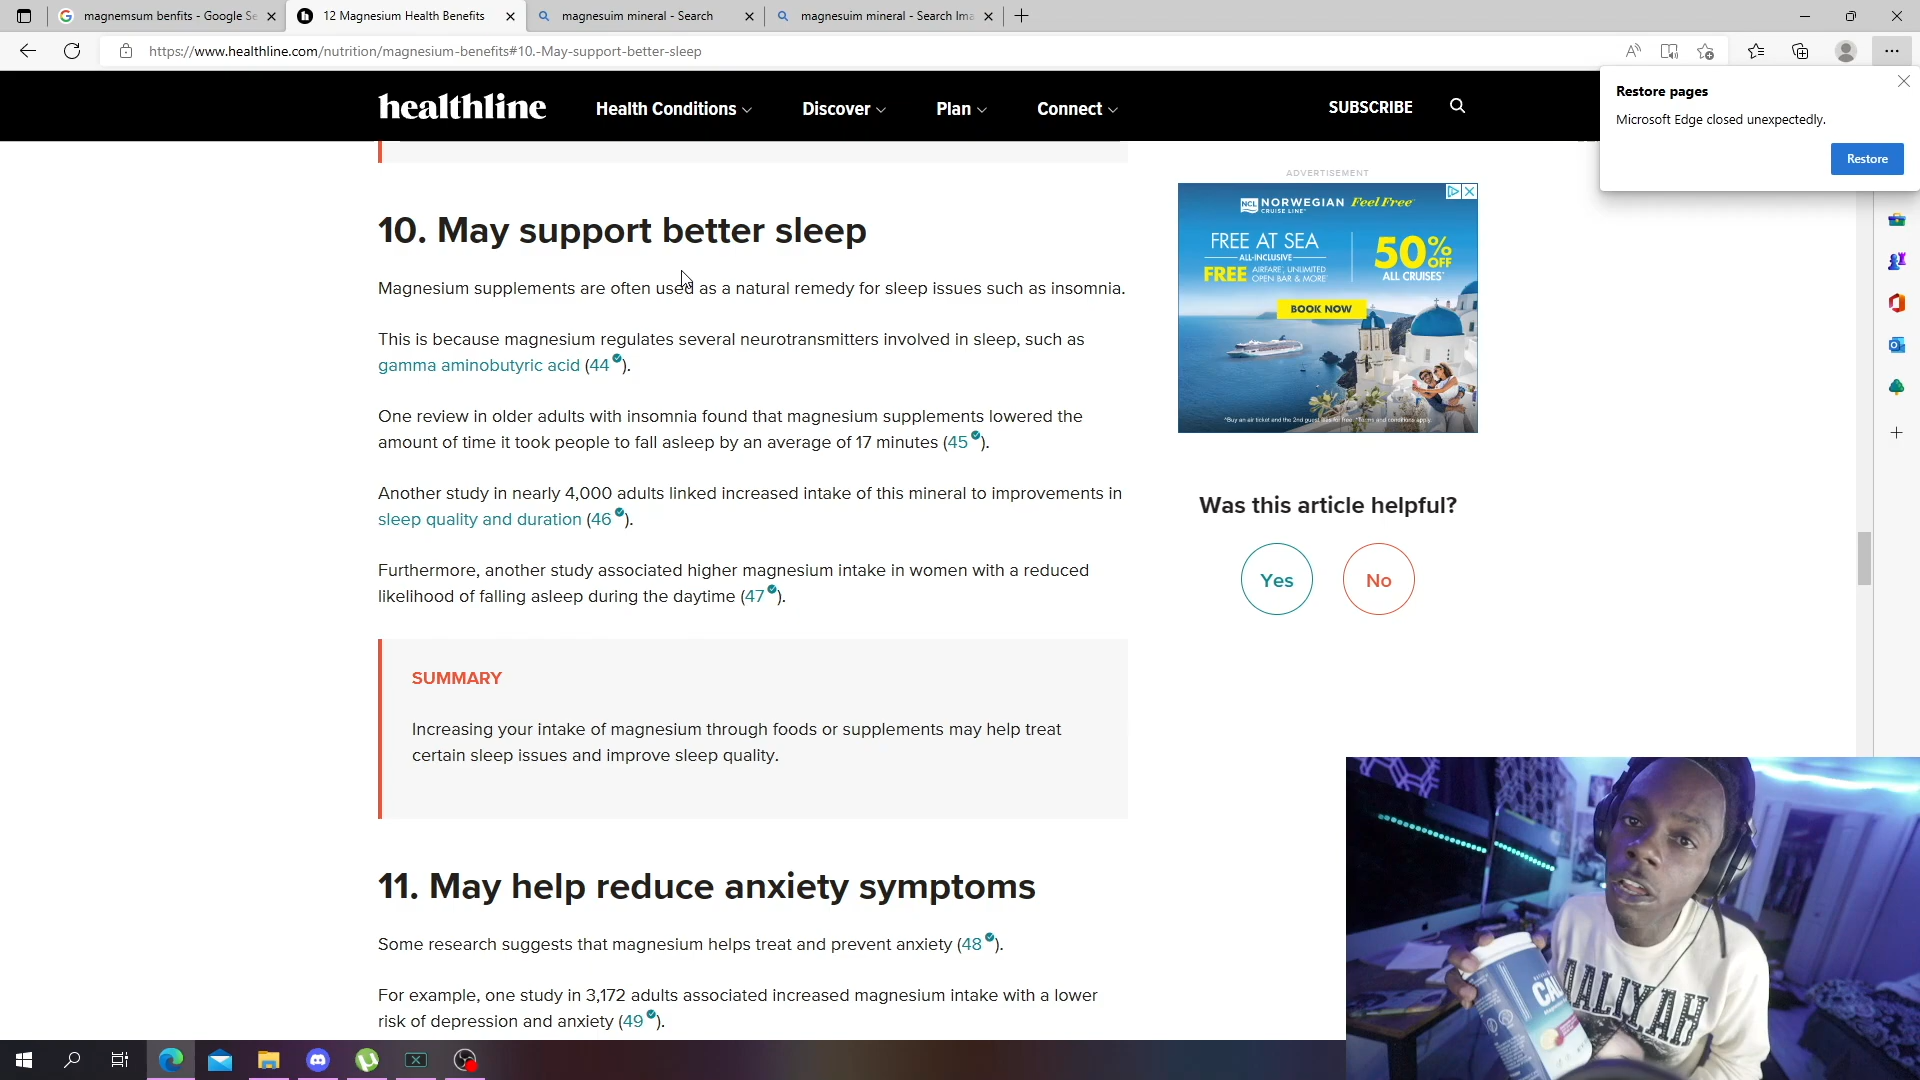 magnemsum benfits - Google Se
12 Magnesium Health Benefits
magnesuim mineral - Search
magnesuim mineral - Search Ima
https://www.healthline.com/nutrition/magnesium-benefits#10.-May-support-better-sleep
Restore pages
Microsoft Edge closed unexpectedly.
Restore
healthline
Health Conditions
Discover
Plan
Connect
SUBSCRIBE
10. May support better sleep
Magnesium supplements are often used as a natural remedy for sleep issues such as insomnia.
This is because magnesium regulates several neurotransmitters involved in sleep, such as
gamma aminobutyric acid (44).
One review in older adults with insomnia found that magnesium supplements lowered the
amount of time it took people to fall asleep by an average of 17 minutes (45).
Another study in nearly 4,000 adults linked increased intake of this mineral to improvements in
sleep quality and duration (46).
Furthermore, another study associated higher magnesium intake in women with a reduced
likelihood of falling asleep during the daytime (47).
SUMMARY
Increasing your intake of magnesium through foods or supplements may help treat
certain sleep issues and improve sleep quality.
11. May help reduce anxiety symptoms
Some research suggests that magnesium helps treat and prevent anxiety (48).
For example, one study in 3,172 adults associated increased magnesium intake with a lower
risk of depression and anxiety (49).
ADVERTISEMENT
NCL NORWEGIAN Feel Free
CRUISE LINE
FREE AT SEA
ALL-INCLUSIVE
FREE AIRFARE, UNLIMITED
OPEN BAR & MORE
50% OFF
ALL CRUISES
BOOK NOW
Was this article helpful?
Yes
No
CAL
AALIYAH